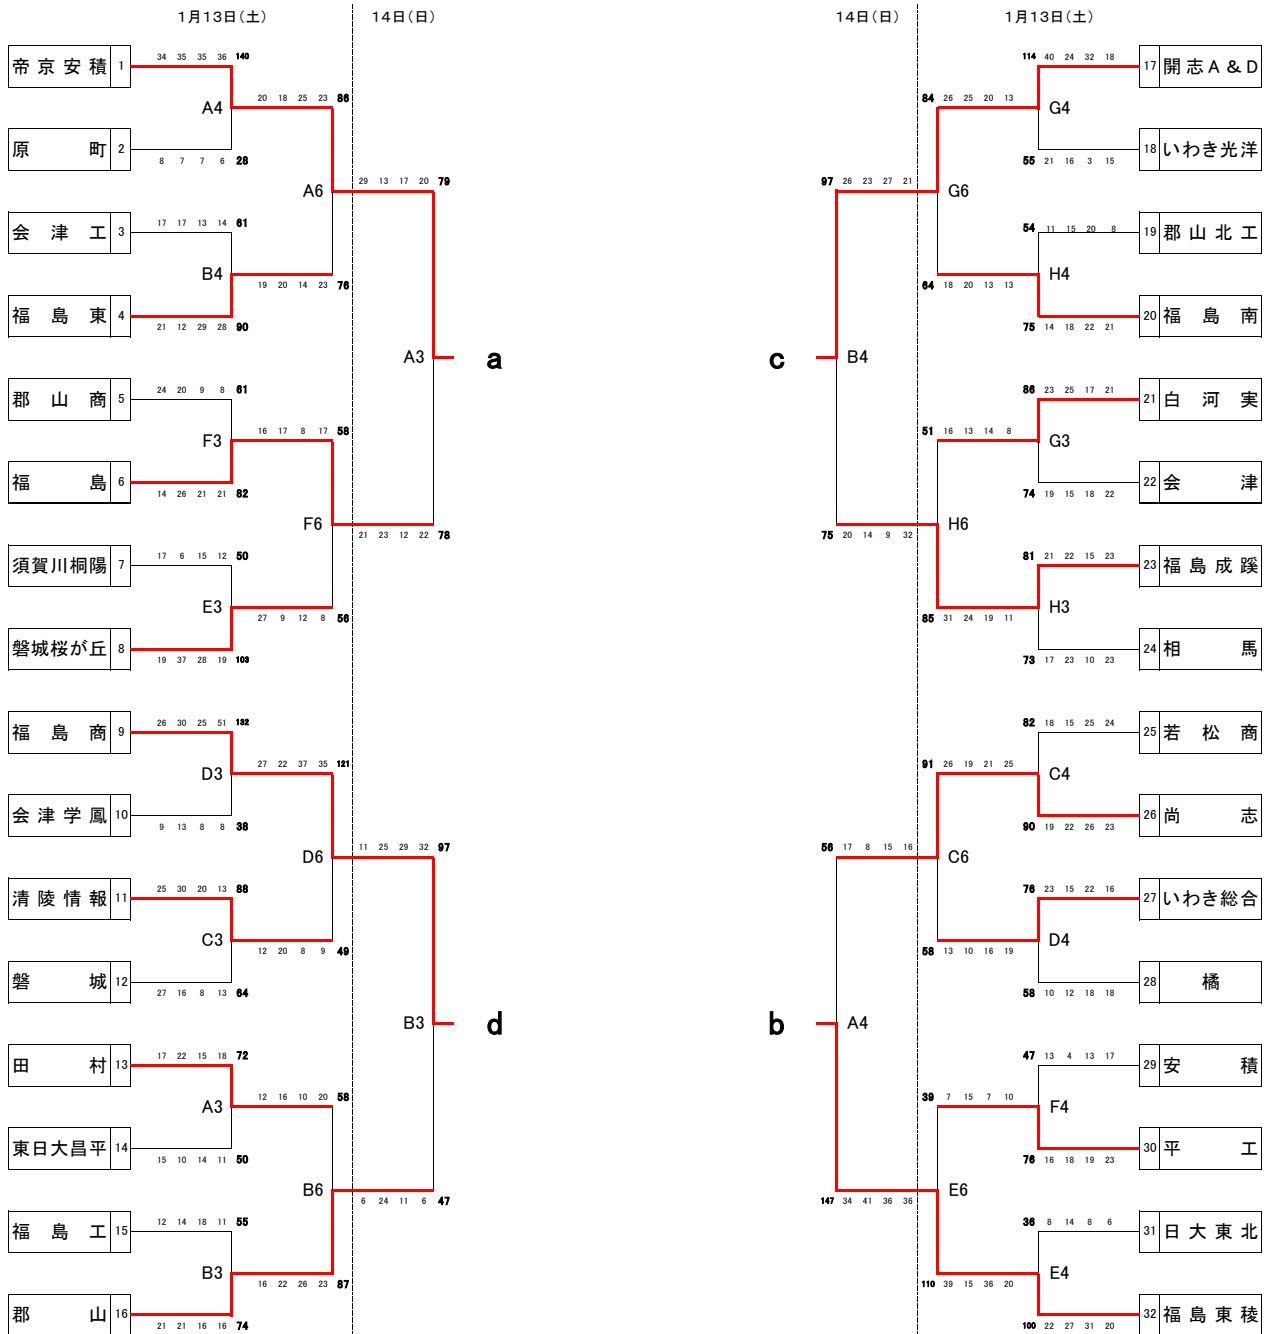 1月13日(土) 14日(日) 14日(日) 1月13日(土)
帝京安積 1 34 35 35 36 140 114 40 24 32 18 17 開志A&D
20 18 25 23 86 84 26 25 20 13
A4 G4
原町 2 8 7 7 6 28 55 21 16 3 15 18 いわき光洋
29 13 17 20 79 97 26 23 27 21
A6 G6
会津工 3 17 17 13 14 61 54 11 15 20 8 19 郡山北工
B4 H4
19 20 14 23 76 64 18 20 13 13
福島東 4 21 12 29 28 90 75 14 18 22 21 20 福島南
A3 a c B4
郡山商 5 24 20 9 8 61 86 23 25 17 21 21 白河実
16 17 8 17 58 51 16 13 14 8
F3 G3
福島 6 14 26 21 21 82 74 19 15 18 22 22 会津
F6 H6
21 23 12 22 78 75 20 14 9 32
須賀川桐陽 7 17 6 15 12 50 81 21 22 15 23 23 福島成蹊
E3 H3
27 9 12 8 56 85 31 24 19 11
磐城桜が丘 8 19 37 28 19 103 73 17 23 10 23 24 相馬
福島商 9 26 30 25 51 132 82 18 15 25 24 25 若松商
27 22 37 35 121 91 26 19 21 25
D3 C4
会津学鳳 10 9 13 8 8 38 90 19 22 26 23 26 尚志
11 25 29 32 97 56 17 8 15 16
D6 C6
清陵情報 11 25 30 20 13 88 76 23 15 22 16 27 いわき総合
C3 D4
12 20 8 9 49 58 13 10 16 19
磐城 12 27 16 8 13 64 58 10 12 18 18 28 橘
B3 d b A4
田村 13 17 22 15 18 72 47 13 4 13 17 29 安積
12 16 10 20 58 39 7 15 7 10
A3 F4
東日大昌平 14 15 10 14 11 50 76 16 18 19 23 30 平工
B6 E6
6 24 11 6 47 147 34 41 36 36
福島工 15 12 14 18 11 55 36 8 14 8 6 31 日大東北
B3 E4
16 22 26 23 87 110 39 15 36 20
郡山 16 21 21 16 16 74 100 22 27 31 20 32 福島東稜